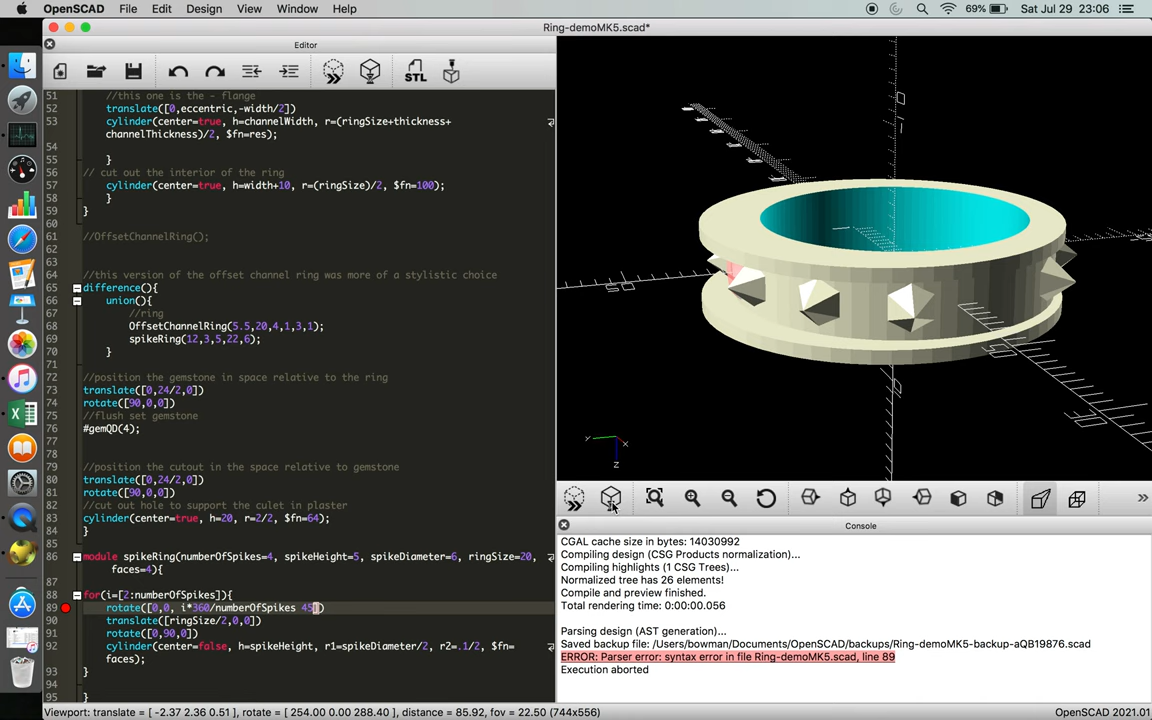 OpenSCAD File Edit Design View Window Help 69% Sat Jul 29 23:06
Ring-demoMK5.scad*
Editor
STL
51 //this one is the - flange
52 translate([0,eccentric,-width/2])
53 cylinder(center=true, h=channelWidth, r=(ringSize+thickness+
channelThickness)/2, $fn=res);
54
55 }
56 // cut out the interior of the ring
57 cylinder(center=true, h=width+10, r=(ringSize)/2, $fn=100);
58 }
59 }
60
61 //OffsetChannelRing();
62
63
64 //this version of the offset channel ring was more of a stylistic choice
65 difference(){
66 union(){
67 //ring
68 OffsetChannelRing(5.5,20,4,1,3,1);
69 spikeRing(12,3,5,22,6);
70 }
71
72 //position the gemstone in space relative to the ring
73 translate([0,24/2,0])
74 rotate([90,0,0])
75 //flush set gemstone
76 #gemQD(4);
77
78
79 //position the cutout in the space relative to gemstone
80 translate([0,24/2,0])
81 rotate([90,0,0])
82 //cut out hole to support the culet in plaster
83 cylinder(center=true, h=20, r=2/2, $fn=64);
84 }
85
86 module spikeRing(numberOfSpikes=4, spikeHeight=5, spikeDiameter=6, ringSize=20,
faces=4){
87
88 for(i=[2:numberOfSpikes]){
89 rotate([0,0, i*360/numberOfSpikes 45])
90 translate([ringSize/2,0,0])
91 rotate([0,90,0])
92 cylinder(center=false, h=spikeHeight, r1=spikeDiameter/2, r2=.1/2, $fn=
faces);
93 }
94
95 }
Y X
Z
»
Console
CGAL cache size in bytes: 14030992
Compiling design (CSG Products normalization)...
Compiling highlights (1 CSG Trees)...
Normalized tree has 26 elements!
Compile and preview finished.
Total rendering time: 0:00:00.056
Parsing design (AST generation)...
Saved backup file: /Users/bowman/Documents/OpenSCAD/backups/Ring-demoMK5-backup-aQB19876.scad
ERROR: Parser error: syntax error in file Ring-demoMK5.scad, line 89
Execution aborted
Viewport: translate = [ -2.37 2.36 0.51 ], rotate = [ 254.00 0.00 288.40 ], distance = 85.92, fov = 22.50 (744x556) OpenSCAD 2021.01